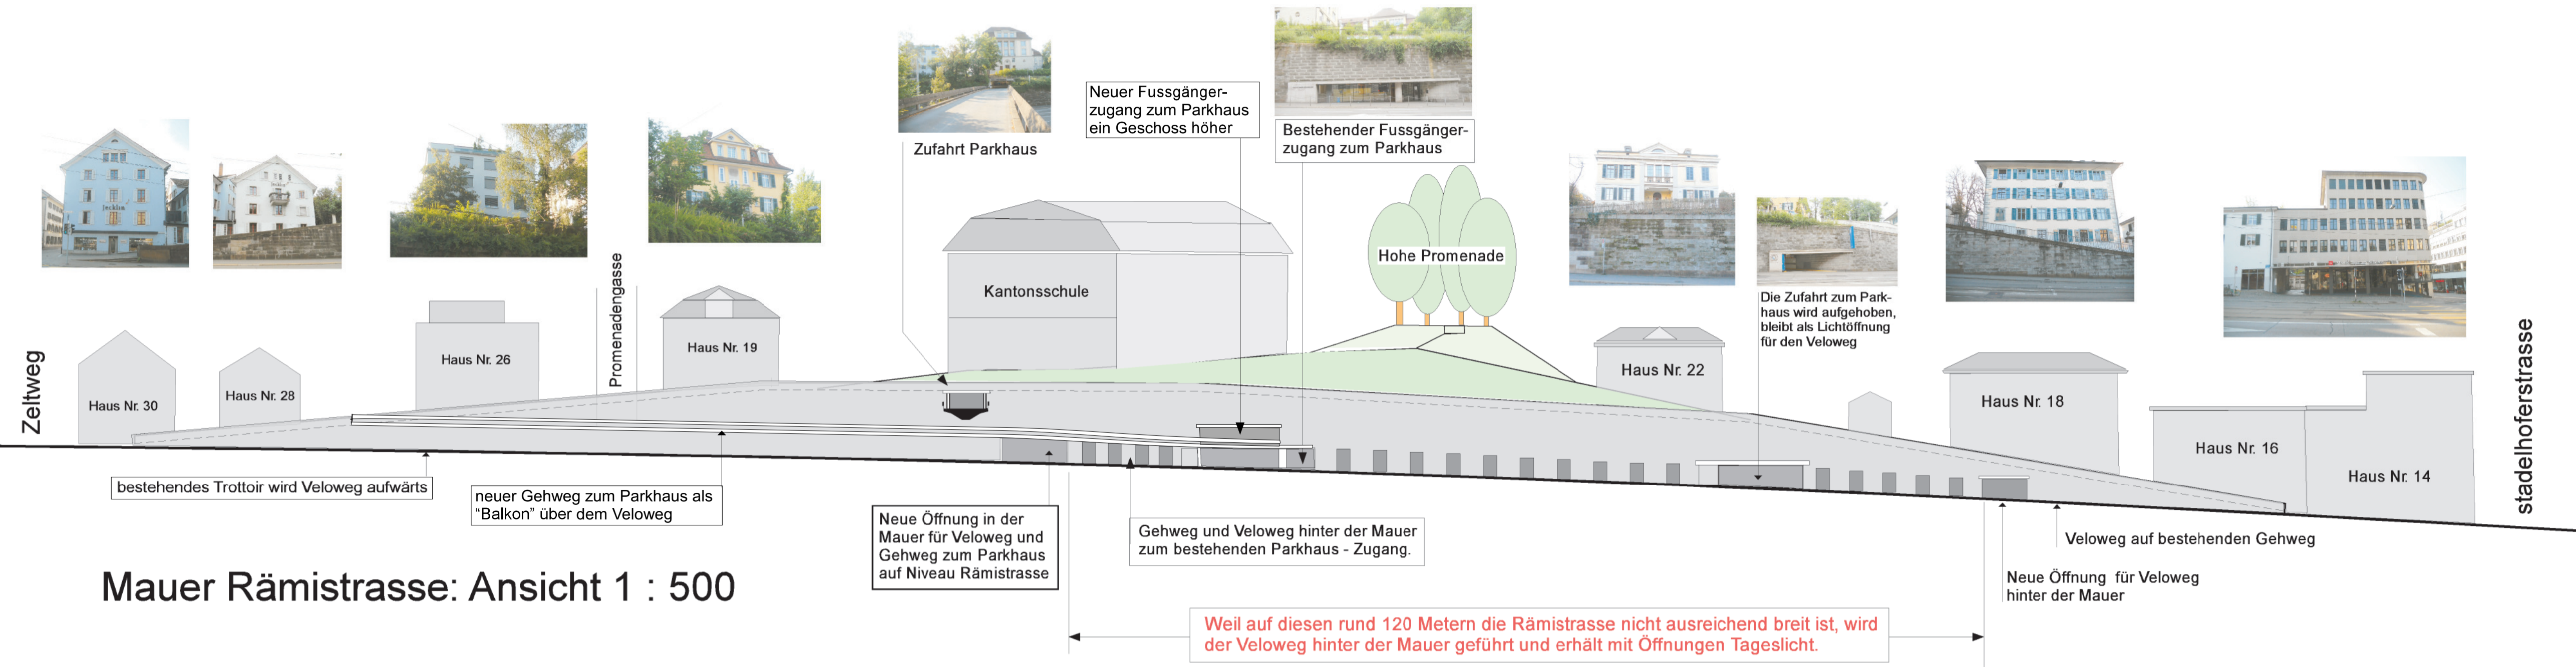 Neuer Fussgänger-
zugang zum Parkhaus
ein Geschoss höher
Bestehender Fussgänger-
zugang zum Parkhaus
Zufahrt Parkhaus
Jecklin
Hohe Promenade
Kantonsschule
Die Zufahrt zum Park-
haus wird aufgehoben,
bleibt als Lichtöffnung
für den Veloweg
Zeltweg
Haus Nr. 30
Haus Nr. 28
Haus Nr. 26
Promenadengasse
Haus Nr. 19
Haus Nr. 22
Haus Nr. 18
Haus Nr. 16
Haus Nr. 14
stadelhoferstrasse
bestehendes Trottoir wird Veloweg aufwärts
neuer Gehweg zum Parkhaus als
“Balkon” über dem Veloweg
Neue Öffnung in der
Mauer für Veloweg und
Gehweg zum Parkhaus
auf Niveau Rämistrasse
Gehweg und Veloweg hinter der Mauer
zum bestehenden Parkhaus - Zugang.
Veloweg auf bestehenden Gehweg
Neue Öffnung für Veloweg
hinter der Mauer
Mauer Rämistrasse: Ansicht 1 : 500
Weil auf diesen rund 120 Metern die Rämistrasse nicht ausreichend breit ist, wird
der Veloweg hinter der Mauer geführt und erhält mit Öffnungen Tageslicht.